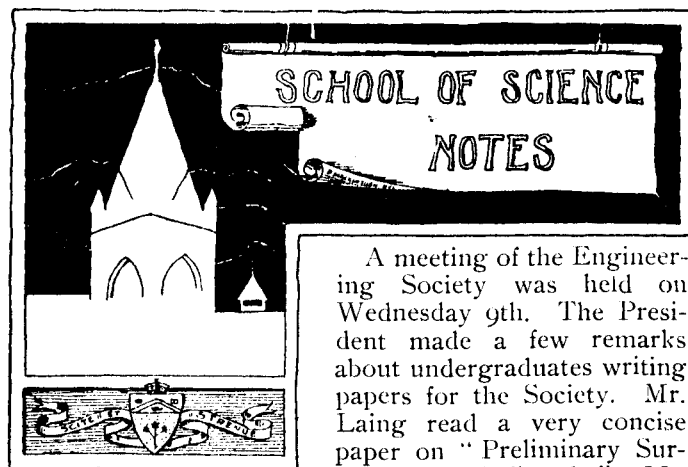 SCHOOL OF SCIENCE
NOTES
A meeting of the Engineer-
ing Society was held on
Wednesday 9th. The Presi-
dent made a few remarks
about undergraduates writing
papers for the Society. Mr.
Laing read a very concise
paper on " Preliminary Sur-